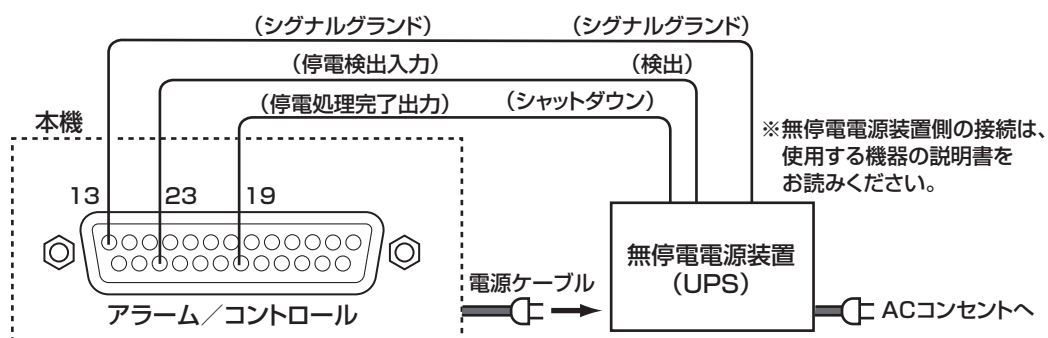 （シグナルグランド）　（シグナルグランド）
（停電検出入力）　（検出）
（停電処理完了出力）　（シャットダウン）
本機
※無停電電源装置側の接続は、
使用する機器の説明書を
お読みください。
13　23　19
無停電電源装置
（UPS）
電源ケーブル
ACコンセントへ
アラーム／コントロール